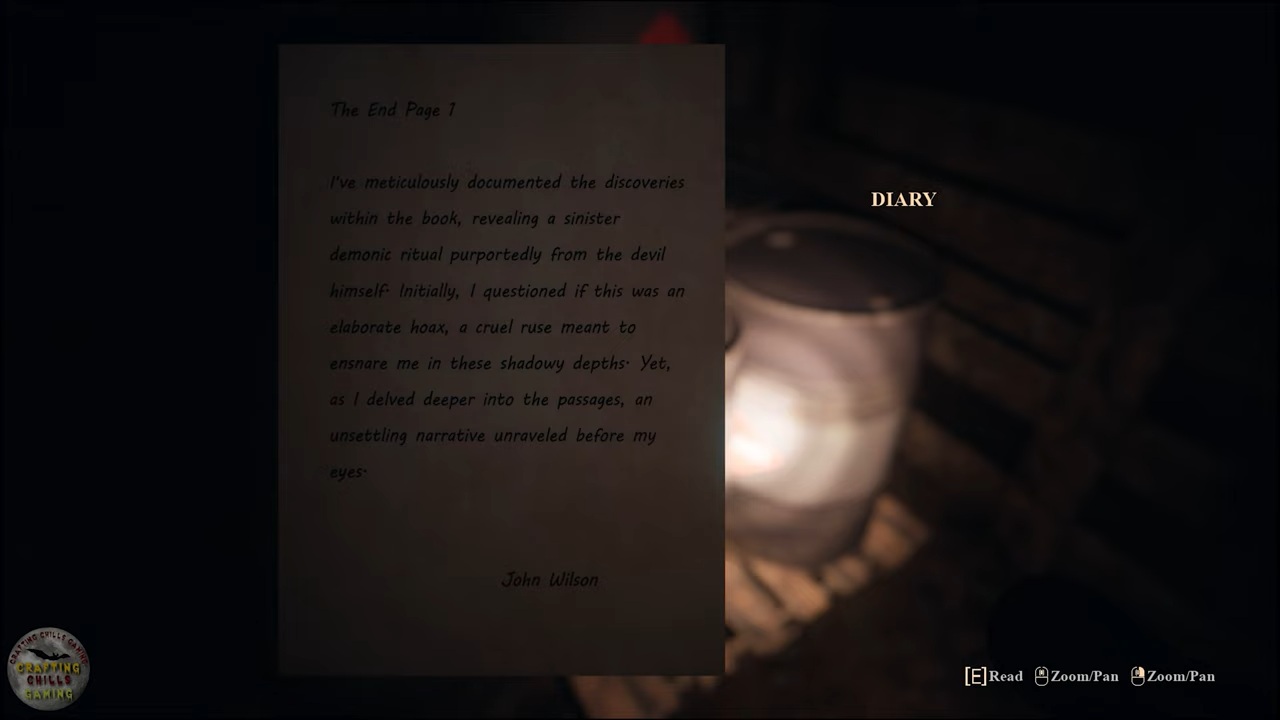 The End Page 1
I've meticulously documented the discoveries
within the book, revealing a sinister
demonic ritual purportedly from the devil
himself. Initially, I questioned if this was an
elaborate hoax, a cruel ruse meant to
ensnare me in these shadowy depths. Yet,
as I delved deeper into the passages, an
unsettling narrative unraveled before my
eyes.
John Wilson
DIARY
[E]Read Zoom/Pan Zoom/Pan
CRAFTING CHILLS GAMING
CRAFTING
CHILLS
GAMING